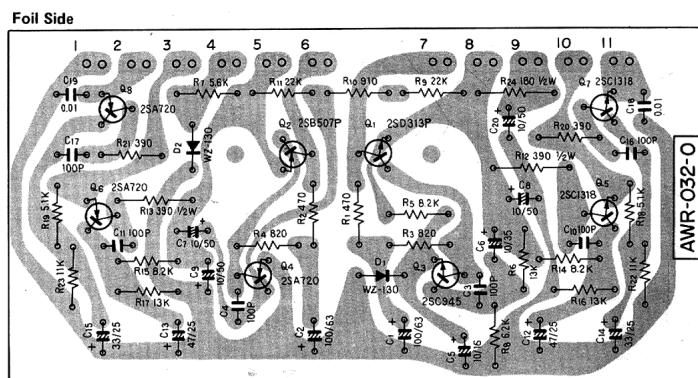 Foil Side
1 2 3 4 5 6 7 8 9 10 11
C19 0.01
Q8 2SA720
R7 5.6K
R11 22K
R10 910
R9 22K
R24 180 ½W
Q7 2SC1318
C18 0.01
C20 10/50
C17 100P
R21 390
D2 WZ-130
Q2 2SB507P
Q1 2SD313P
R20 390
C16 100P
R12 390 ½W
R19 5.1K
Q6 2SA720
R13 390 ½W
R2 470
R1 470
R5 8.2K
C8 10/50
Q5 2SC1318
R18 5.1K
C11 100P
C7 10/50
R4 820
R3 820
C6 10/35
C10 100P
R23 11K
R15 8.2K
C9 10/50
Q4 2SA720
D1 WZ-130
Q3 2SC945
R6 13K
R14 8.2K
R22 11K
R17 13K
C4 100P
C3 100P
R16 13K
C15 33/25
C13 47/25
C2 100/63
C1 100/63
C5 10/16
R8 6.2K
C12 47/25
C14 33/25
AWR-032-0